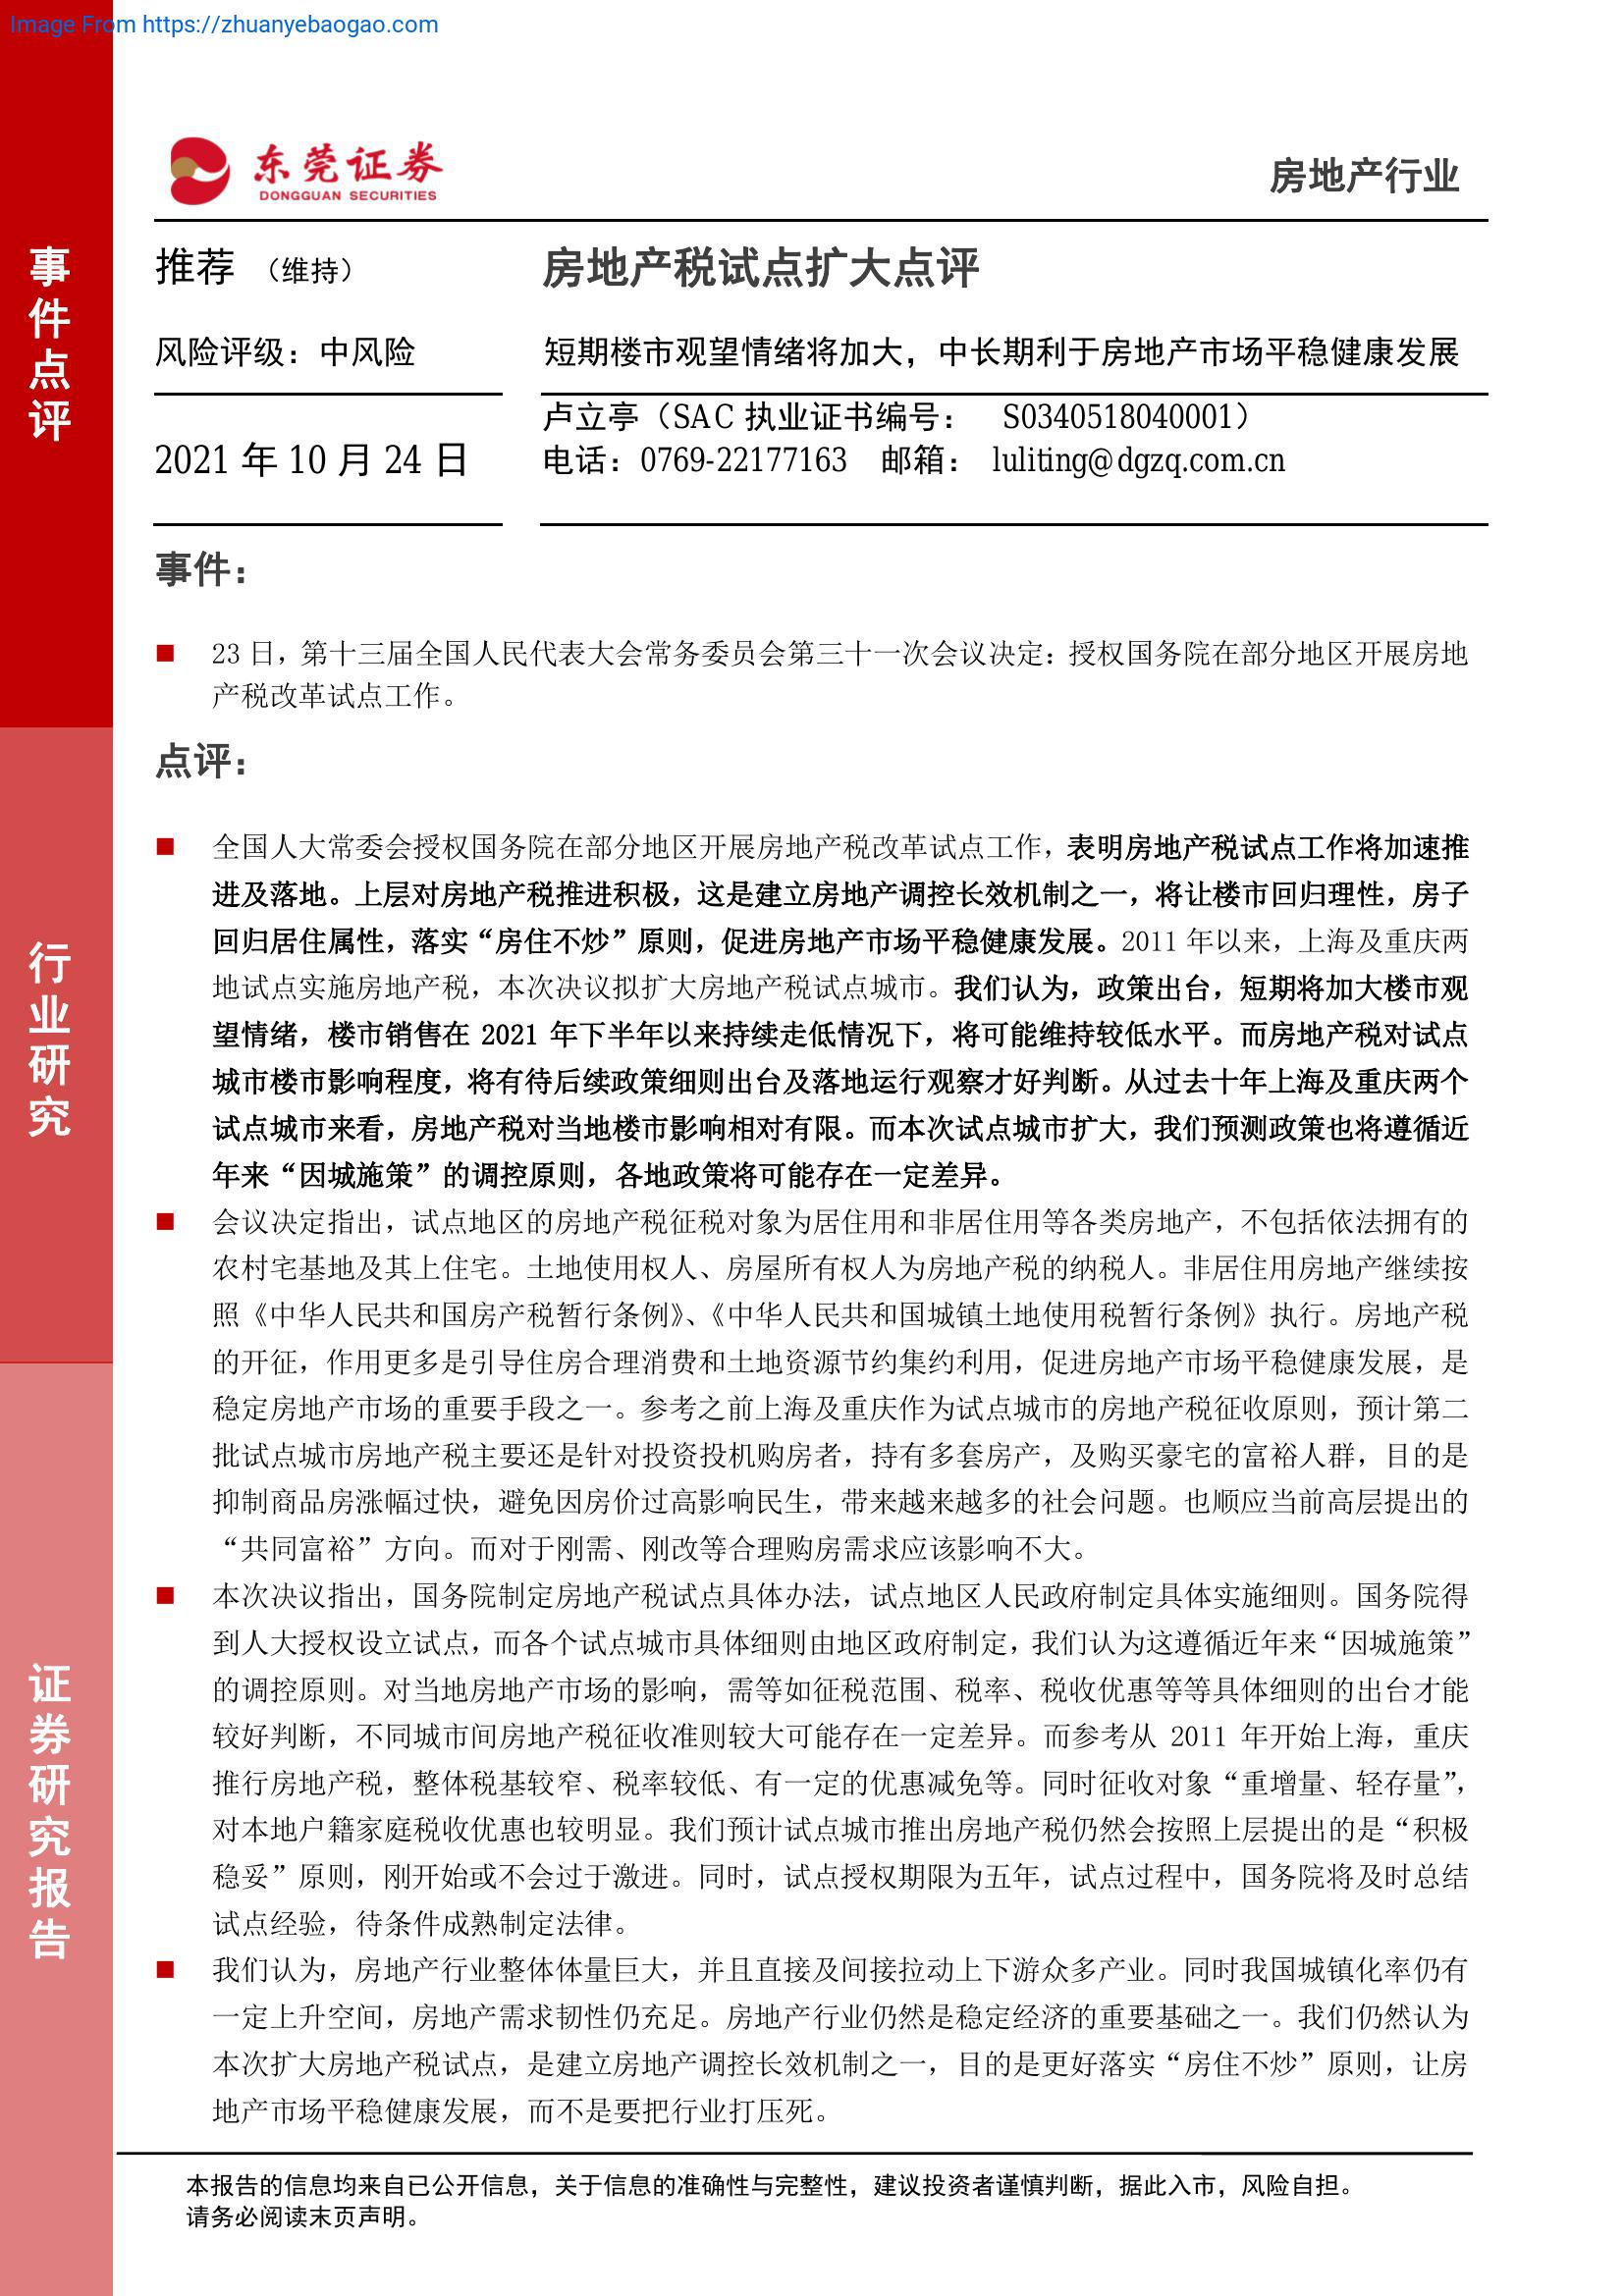 Image From https://zhuanyebaogao.com
东莞证券
DONGGUAN SECURITIES
房地产行业
事件点评
行业研究
证券研究报告
推荐 （维持）
房地产税试点扩大点评
风险评级：中风险
短期楼市观望情绪将加大，中长期利于房地产市场平稳健康发展
2021 年 10 月 24 日
卢立亭（SAC 执业证书编号： S0340518040001）
电话：0769-22177163 邮箱： luliting@dgzq.com.cn
事件：
■ 23 日，第十三届全国人民代表大会常务委员会第三十一次会议决定：授权国务院在部分地区开展房地
产税改革试点工作。
点评：
■ 全国人大常委会授权国务院在部分地区开展房地产税改革试点工作，表明房地产税试点工作将加速推
进及落地。上层对房地产税推进积极，这是建立房地产调控长效机制之一，将让楼市回归理性，房子
回归居住属性，落实“房住不炒”原则，促进房地产市场平稳健康发展。2011 年以来，上海及重庆两
地试点实施房地产税，本次决议拟扩大房地产税试点城市。我们认为，政策出台，短期将加大楼市观
望情绪，楼市销售在 2021 年下半年以来持续走低情况下，将可能维持较低水平。而房地产税对试点
城市楼市影响程度，将有待后续政策细则出台及落地运行观察才好判断。从过去十年上海及重庆两个
试点城市来看，房地产税对当地楼市影响相对有限。而本次试点城市扩大，我们预测政策也将遵循近
年来“因城施策”的调控原则，各地政策将可能存在一定差异。
■ 会议决定指出，试点地区的房地产税征税对象为居住用和非居住用等各类房地产，不包括依法拥有的
农村宅基地及其上住宅。土地使用权人、房屋所有权人为房地产税的纳税人。非居住用房地产继续按
照《中华人民共和国房产税暂行条例》、《中华人民共和国城镇土地使用税暂行条例》执行。房地产税
的开征，作用更多是引导住房合理消费和土地资源节约集约利用，促进房地产市场平稳健康发展，是
稳定房地产市场的重要手段之一。参考之前上海及重庆作为试点城市的房地产税征收原则，预计第二
批试点城市房地产税主要还是针对投资投机购房者，持有多套房产，及购买豪宅的富裕人群，目的是
抑制商品房涨幅过快，避免因房价过高影响民生，带来越来越多的社会问题。也顺应当前高层提出的
“共同富裕”方向。而对于刚需、刚改等合理购房需求应该影响不大。
■ 本次决议指出，国务院制定房地产税试点具体办法，试点地区人民政府制定具体实施细则。国务院得
到人大授权设立试点，而各个试点城市具体细则由地区政府制定，我们认为这遵循近年来“因城施策”
的调控原则。对当地房地产市场的影响，需等如征税范围、税率、税收优惠等等具体细则的出台才能
较好判断，不同城市间房地产税征收准则较大可能存在一定差异。而参考从 2011 年开始上海，重庆
推行房地产税，整体税基较窄、税率较低、有一定的优惠减免等。同时征收对象“重增量、轻存量”，
对本地户籍家庭税收优惠也较明显。我们预计试点城市推出房地产税仍然会按照上层提出的是“积极
稳妥”原则，刚开始或不会过于激进。同时，试点授权期限为五年，试点过程中，国务院将及时总结
试点经验，待条件成熟制定法律。
■ 我们认为，房地产行业整体体量巨大，并且直接及间接拉动上下游众多产业。同时我国城镇化率仍有
一定上升空间，房地产需求韧性仍充足。房地产行业仍然是稳定经济的重要基础之一。我们仍然认为
本次扩大房地产税试点，是建立房地产调控长效机制之一，目的是更好落实“房住不炒”原则，让房
地产市场平稳健康发展，而不是要把行业打压死。
本报告的信息均来自已公开信息，关于信息的准确性与完整性，建议投资者谨慎判断，据此入市，风险自担。
请务必阅读末页声明。